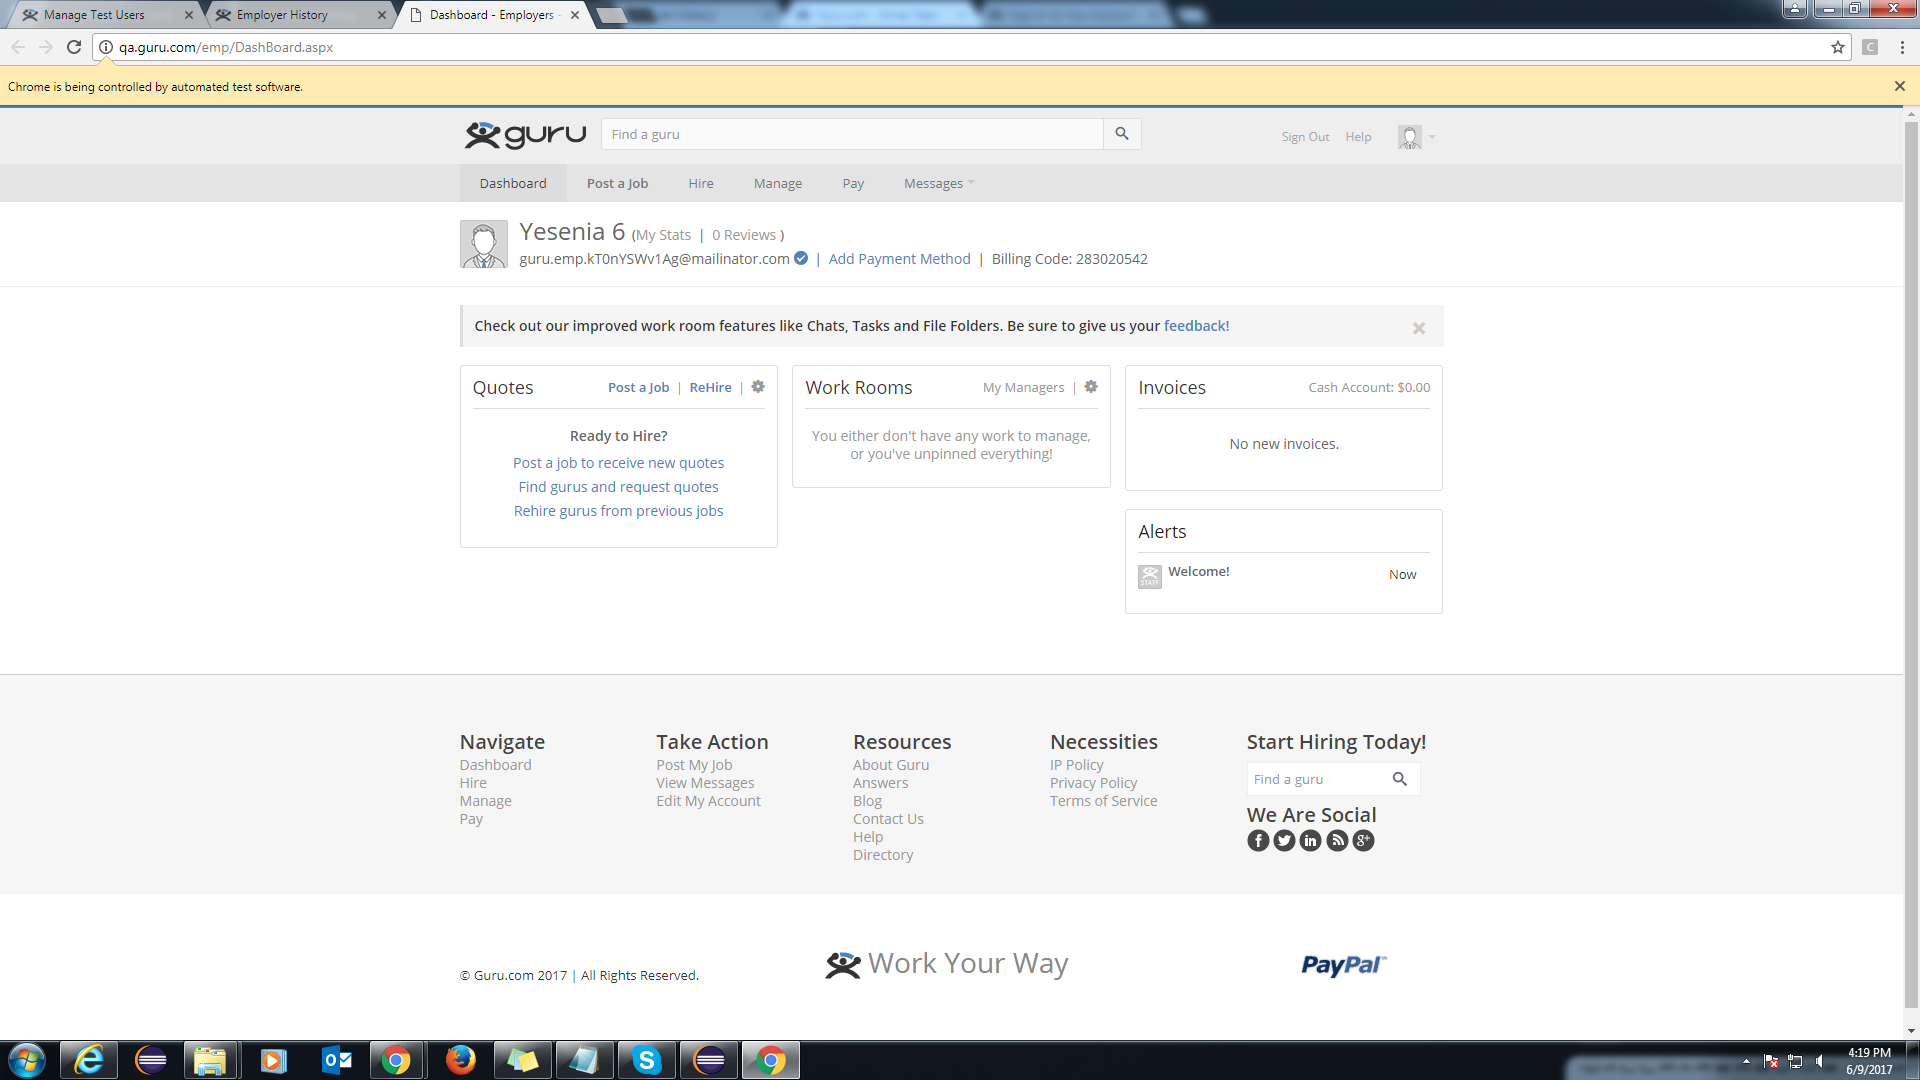 Manage Test Users
Employer History
Dashboard - Employers -
qa.guru.com/emp/DashBoard.aspx
C
Chrome is being controlled by automated test software.
guru
Find a guru
Sign Out Help
Dashboard Post a Job Hire Manage Pay Messages
Yesenia 6 (My Stats | 0 Reviews )
guru.emp.kT0nYSWv1Ag@mailinator.com | Add Payment Method | Billing Code: 283020542
Check out our improved work room features like Chats, Tasks and File Folders. Be sure to give us your feedback!
Quotes Post a Job | ReHire |
Ready to Hire?
Post a job to receive new quotes
Find gurus and request quotes
Rehire gurus from previous jobs
Work Rooms My Managers |
You either don't have any work to manage,
or you've unpinned everything!
Invoices Cash Account: $0.00
No new invoices.
Alerts
STAFF
Welcome! Now
Navigate
Dashboard
Hire
Manage
Pay
Take Action
Post My Job
View Messages
Edit My Account
Resources
About Guru
Answers
Blog
Contact Us
Help
Directory
Necessities
IP Policy
Privacy Policy
Terms of Service
Start Hiring Today!
Find a guru
We Are Social
© Guru.com 2017 | All Rights Reserved.
Work Your Way
PayPal™
4:19 PM
6/9/2017